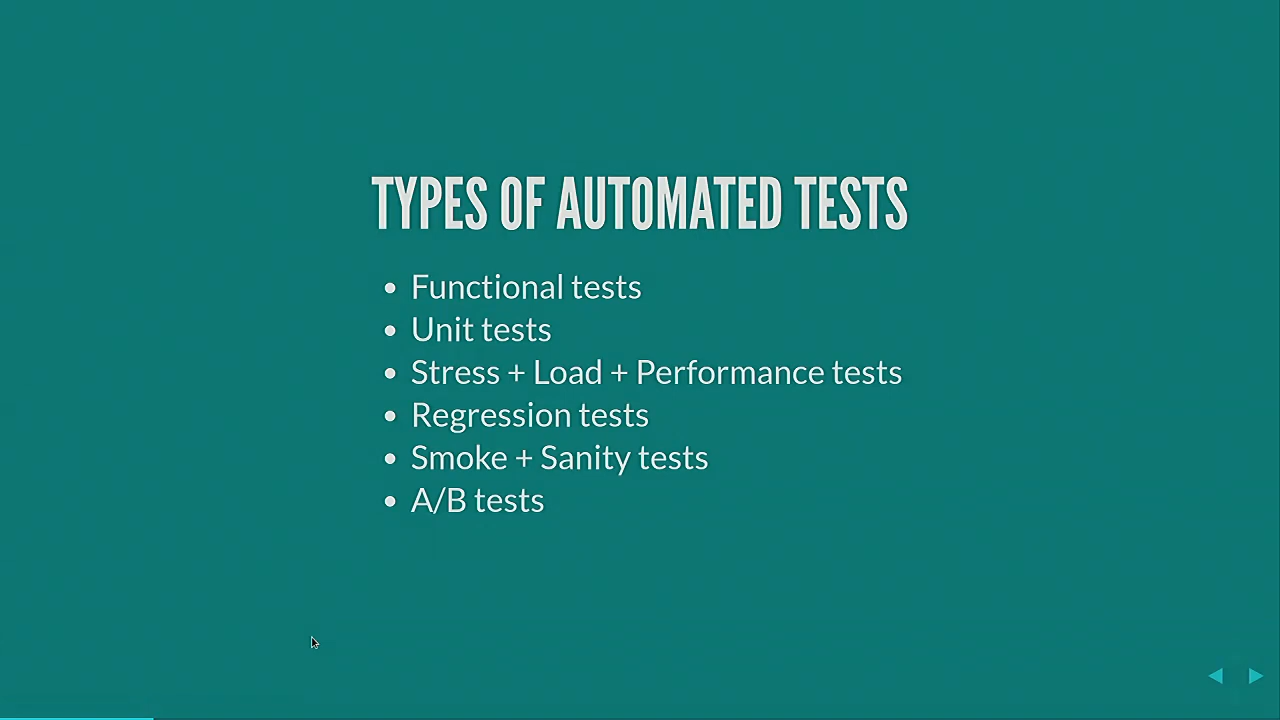 TYPES OF AUTOMATED TESTS
Functional tests
Unit tests
Stress + Load + Performance tests
Regression tests
Smoke + Sanity tests
A/B tests